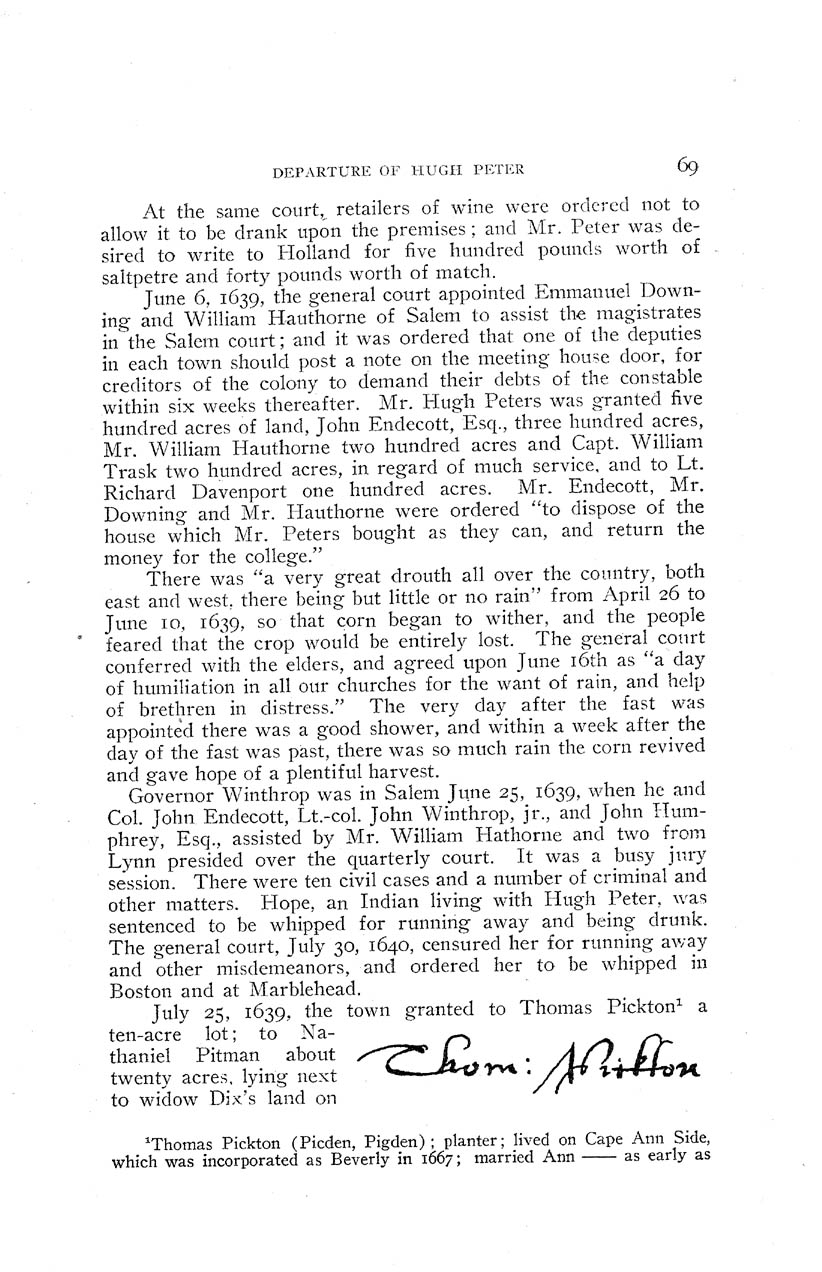 DEPARTURE OF HUGH PETER 69
At the same court, retailers of wine were ordered not to
allow it to be drank upon the premises; and Mr. Peter was de-
sired to write to Holland for five hundred pounds worth of
saltpetre and forty pounds worth of match.
June 6, 1639, the general court appointed Emmanuel Down-
ing and William Hauthorne of Salem to assist the magistrates
in the Salem court; and it was ordered that one of the deputies
in each town should post a note on the meeting house door, for
creditors of the colony to demand their debts of the constable
within six weeks thereafter. Mr. Hugh Peters was granted five
hundred acres of land, John Endecott, Esq., three hundred acres,
Mr. William Hauthorne two hundred acres and Capt. William
Trask two hundred acres, in regard of much service, and to Lt.
Richard Davenport one hundred acres. Mr. Endecott, Mr.
Downing and Mr. Hauthorne were ordered “to dispose of the
house which Mr. Peters bought as they can, and return the
money for the college.”
There was “a very great drouth all over the country, both
east and west, there being but little or no rain” from April 26 to
June 10, 1639, so that corn began to wither, and the people
feared that the crop would be entirely lost. The general court
conferred with the elders, and agreed upon June 16th as “a day
of humiliation in all our churches for the want of rain, and help
of brethren in distress.” The very day after the fast was
appointed there was a good shower, and within a week after the
day of the fast was past, there was so much rain the corn revived
and gave hope of a plentiful harvest.
Governor Winthrop was in Salem June 25, 1639, when he and
Col. John Endecott, Lt.-col. John Winthrop, jr., and John Hum-
phrey, Esq., assisted by Mr. William Hathorne and two from
Lynn presided over the quarterly court. It was a busy jury
session. There were ten civil cases and a number of criminal and
other matters. Hope, an Indian living with Hugh Peter, was
sentenced to be whipped for running away and being drunk.
The general court, July 30, 1640, censured her for running away
and other misdemeanors, and ordered her to be whipped in
Boston and at Marblehead.
July 25, 1639, the town granted to Thomas Pickton¹ a
ten-acre lot; to Na-
thaniel Pitman about
twenty acres, lying next
to widow Dix's land on
Thom: Pickton
¹Thomas Pickton (Picden, Pigden); planter; lived on Cape Ann Side,
which was incorporated as Beverly in 1667; married Ann —— as early as